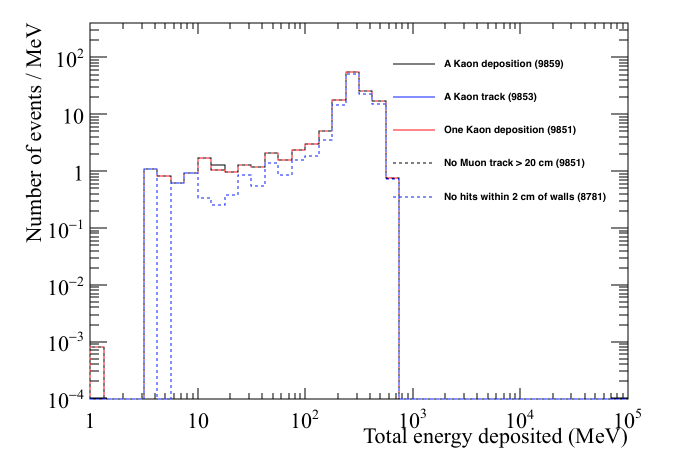 Number of events / MeV
10²
10
1
10⁻¹
10⁻²
10⁻³
10⁻⁴
A Kaon deposition (9859)
A Kaon track (9853)
One Kaon deposition (9851)
No Muon track > 20 cm (9851)
No hits within 2 cm of walls (8781)
1 10 10² 10³ 10⁴ 10⁵
Total energy deposited (MeV)